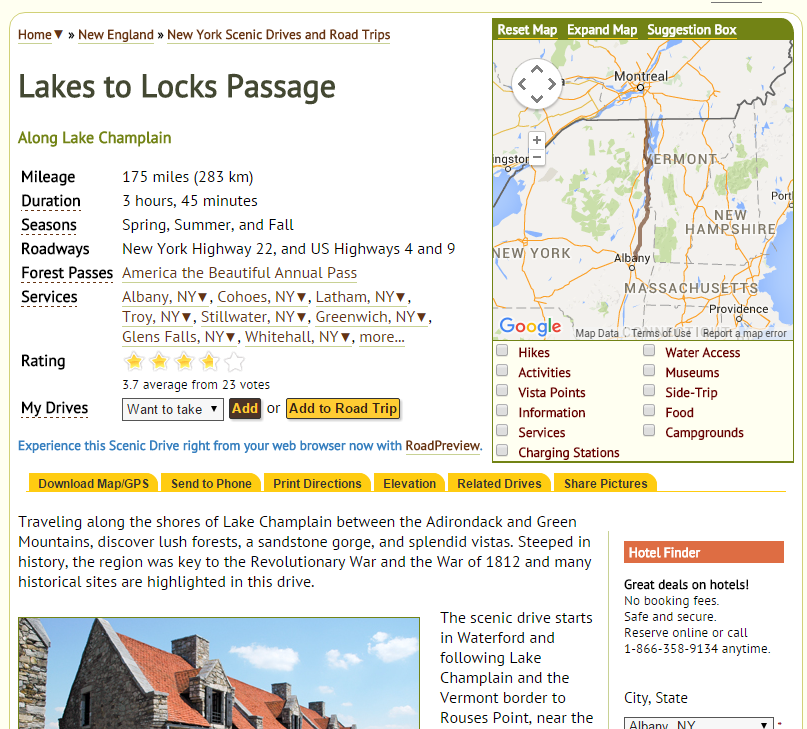 Home▼ » New England » New York Scenic Drives and Road Trips
Lakes to Locks Passage
Along Lake Champlain
Mileage 175 miles (283 km)
Duration 3 hours, 45 minutes
Seasons Spring, Summer, and Fall
Roadways New York Highway 22, and US Highways 4 and 9
Forest Passes America the Beautiful Annual Pass
Services Albany, NY▼, Cohoes, NY▼, Latham, NY▼,
Troy, NY▼, Stillwater, NY▼, Greenwich, NY▼,
Glens Falls, NY▼, Whitehall, NY▼, more...
Rating
3.7 average from 23 votes
My Drives Want to take ▼ Add or Add to Road Trip
Experience this Scenic Drive right from your web browser now with RoadPreview.
Reset Map Expand Map Suggestion Box
Montreal
ingstor
VERMONT
Port
NEW
HAMPSHIRE
NEW YORK
Albany
MASSACHUSETTS
Providence
Google Map Data Terms of Use Report a map error
Hikes Water Access
Activities Museums
Vista Points Side-Trip
Information Food
Services Campgrounds
Charging Stations
Download Map/GPS Send to Phone Print Directions Elevation Related Drives Share Pictures
Traveling along the shores of Lake Champlain between the Adirondack and Green
Mountains, discover lush forests, a sandstone gorge, and splendid vistas. Steeped in
history, the region was key to the Revolutionary War and the War of 1812 and many
historical sites are highlighted in this drive.
The scenic drive starts
in Waterford and
following Lake
Champlain and the
Vermont border to
Rouses Point, near the
Hotel Finder
Great deals on hotels!
No booking fees.
Safe and secure.
Reserve online or call
1-866-358-9134 anytime.
City, State
Albany, NY ▼ *